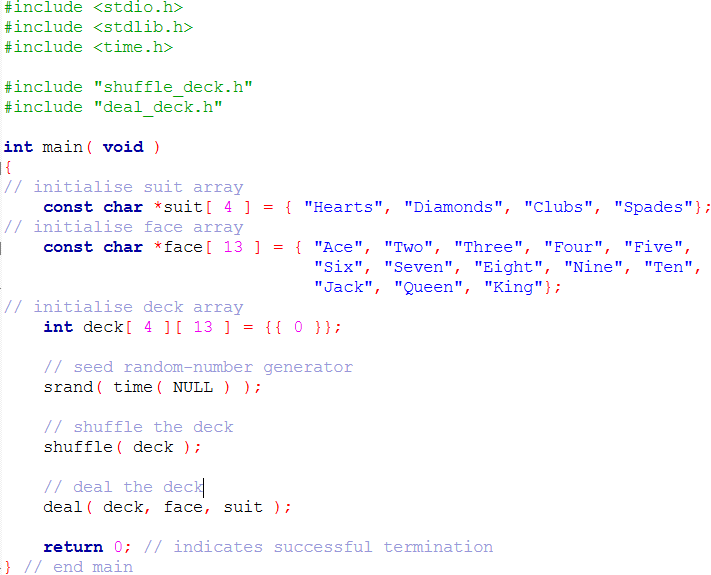 #include <stdio.h>
#include <stdlib.h>
#include <time.h>
#include "shuffle_deck.h"
#include "deal_deck.h"
int main( void )
{
// initialise suit array
const char *suit[ 4 ] = { "Hearts", "Diamonds", "Clubs", "Spades"};
// initialise face array
const char *face[ 13 ] = { "Ace", "Two", "Three", "Four", "Five",
"Six", "Seven", "Eight", "Nine", "Ten",
"Jack", "Queen", "King"};
// initialise deck array
int deck[ 4 ][ 13 ] = {{ 0 }};
// seed random-number generator
srand( time( NULL ) );
// shuffle the deck
shuffle( deck );
// deal the deck
deal( deck, face, suit );
return 0; // indicates successful termination
} // end main